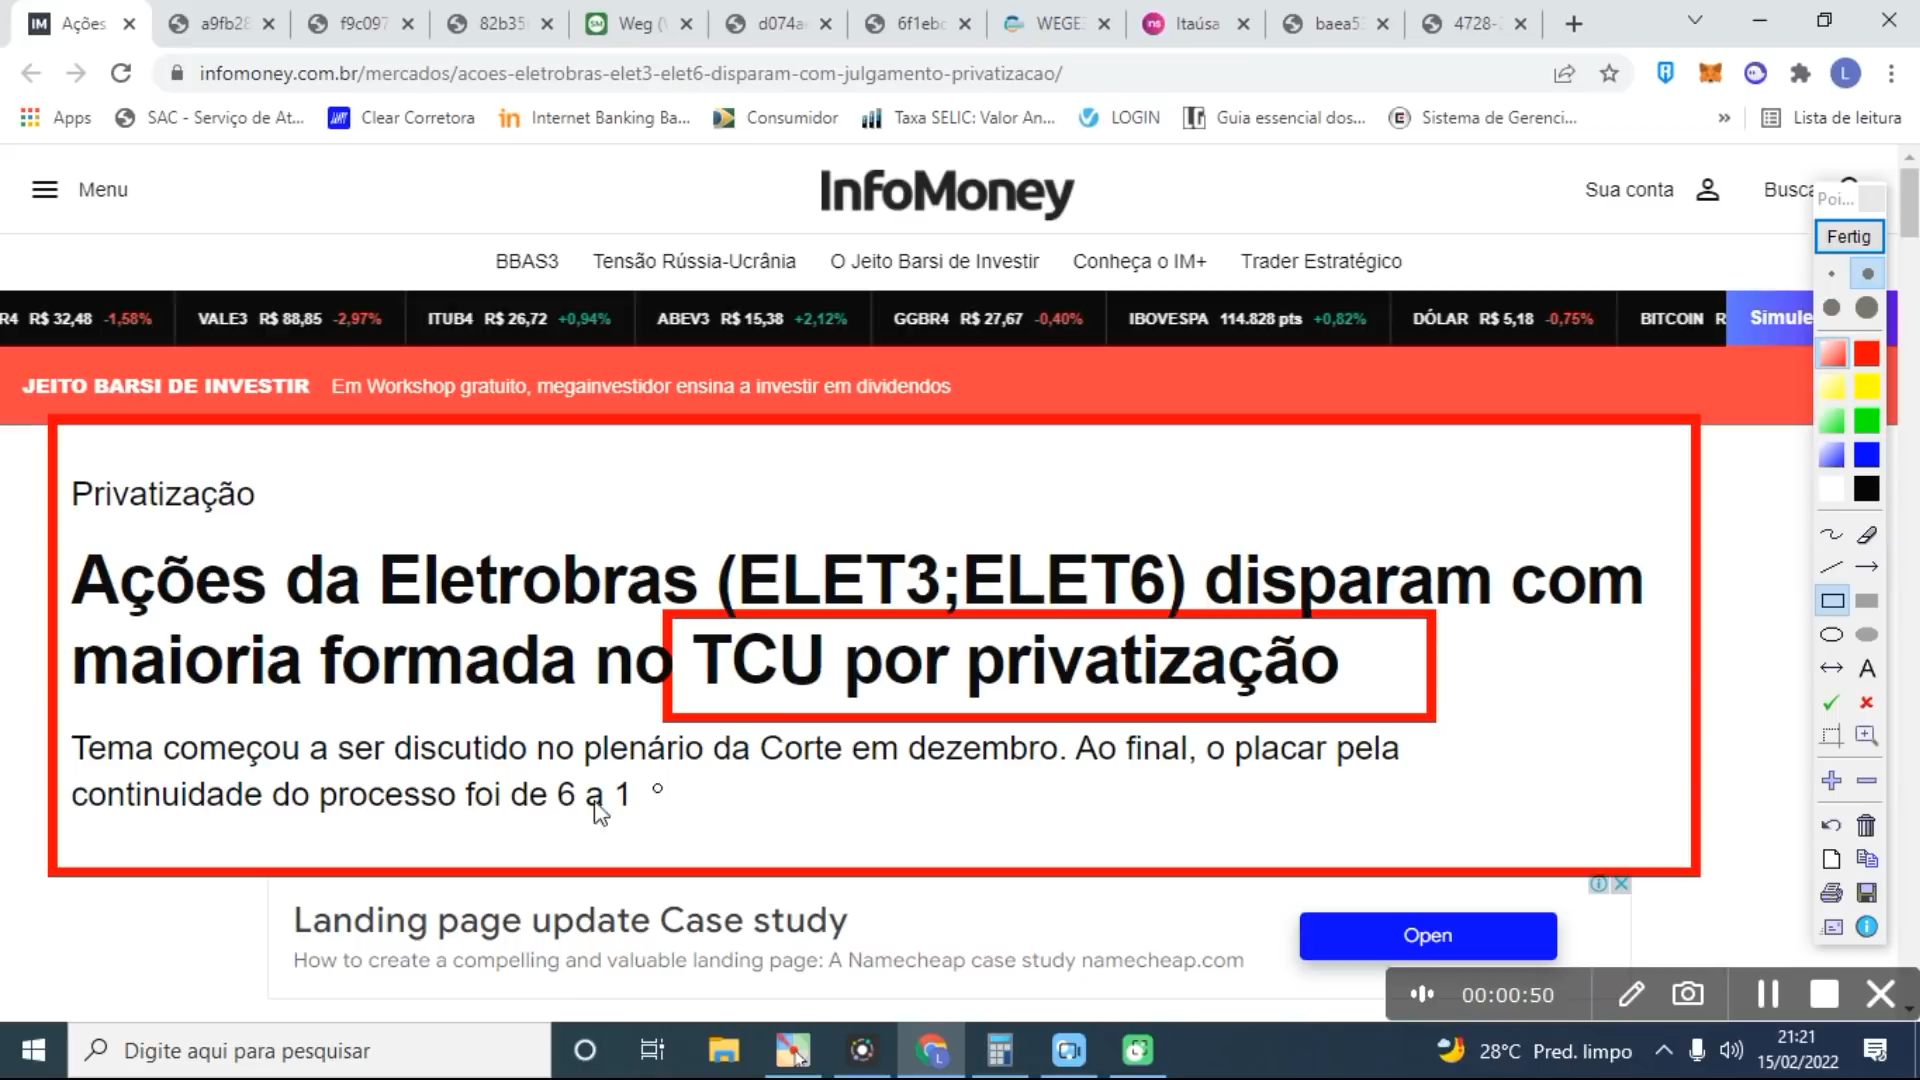 Ações
a9fb28
f9c097
82b35
Weg (
d074a
6f1eb
WEGE
Itaúsa
baea5
4728-
infomoney.com.br/mercados/acoes-eletrobras-elet3-elet6-disparam-com-julgamento-privatizacao/
Apps
SAC - Serviço de At...
Clear Corretora
Internet Banking Ba...
Consumidor
Taxa SELIC: Valor An...
LOGIN
Guia essencial dos...
Sistema de Gerenci...
»
Lista de leitura
Menu
InfoMoney
Sua conta
Busca
Poi...
Fertig
BBAS3
Tensão Rússia-Ucrânia
O Jeito Barsi de Investir
Conheça o IM+
Trader Estratégico
R4 R$ 32,48 -1,58%
VALE3 R$ 88,85 -2,97%
ITUB4 R$ 26,72 +0,94%
ABEV3 R$ 15,38 +2,12%
GGBR4 R$ 27,67 -0,40%
IBOVESPA 114.828 pts +0,82%
DÓLAR R$ 5,18 -0,75%
BITCOIN R
Simule
JEITO BARSI DE INVESTIR Em Workshop gratuito, megainvestidor ensina a investir em dividendos
Privatização
Ações da Eletrobras (ELET3;ELET6) disparam com
maioria formada no TCU por privatização
Tema começou a ser discutido no plenário da Corte em dezembro. Ao final, o placar pela
continuidade do processo foi de 6 a 1
Landing page update Case study
How to create a compelling and valuable landing page: A Namecheap case study namecheap.com
Open
00:00:50
Digite aqui para pesquisar
28°C Pred. limpo
21:21
15/02/2022